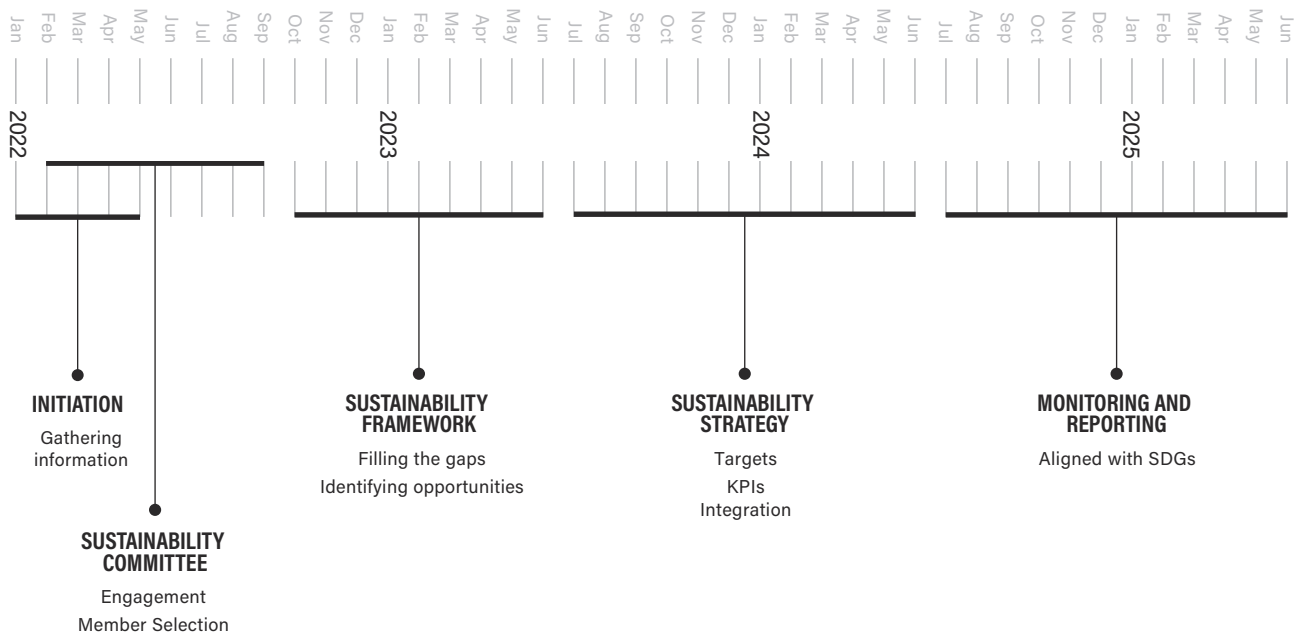 Jan
Feb
Mar
Apr
May
Jun
Jul
Aug
Sep
Oct
Nov
Dec
Jan
Feb
Mar
Apr
May
Jun
Jul
Aug
Sep
Oct
Nov
Dec
Jan
Feb
Mar
Apr
May
Jun
Jul
Aug
Sep
Oct
Nov
Dec
Jan
Feb
Mar
Apr
May
Jun
2022
2023
2024
2025
INITIATION
Gathering
information
SUSTAINABILITY
COMMITTEE
Engagement
Member Selection
SUSTAINABILITY
FRAMEWORK
Filling the gaps
Identifying opportunities
SUSTAINABILITY
STRATEGY
Targets
KPIs
Integration
MONITORING AND
REPORTING
Aligned with SDGs